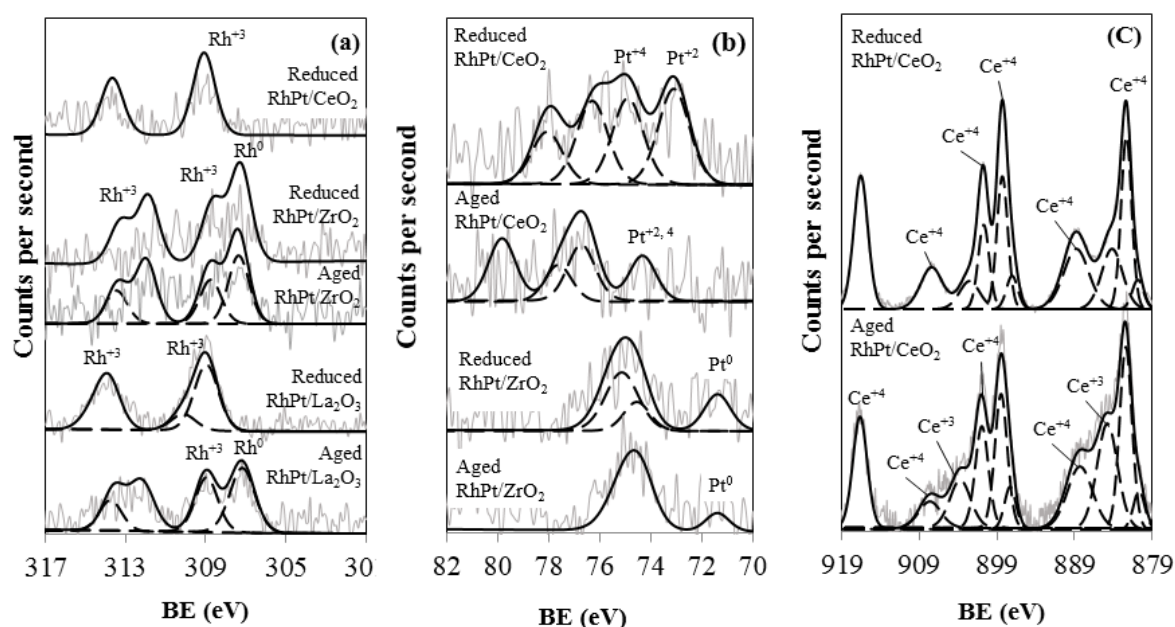 (a)
Rh+3
Reduced
RhPt/CeO2
Rh0
Rh+3
Rh+3
Reduced
RhPt/ZrO2
Aged
RhPt/ZrO2
Rh+3
Rh+3
Reduced
RhPt/La2O3
Rh+3
Rh0
Aged
RhPt/La2O3
Counts per second
317 313 309 305 30
BE (eV)
(b)
Reduced
RhPt/CeO2
Pt+4
Pt+2
Aged
RhPt/CeO2
Pt+2, 4
Reduced
RhPt/ZrO2
Pt0
Aged
RhPt/ZrO2
Pt0
Counts per second
82 80 78 76 74 72 70
BE (eV)
(C)
Reduced
RhPt/CeO2
Ce+4
Ce+4
Ce+4
Ce+4
Ce+4
Aged
RhPt/CeO2
Ce+4
Ce+4
Ce+3
Ce+4
Ce+3
Ce+4
Counts per second
919 909 899 889 879
BE (eV)